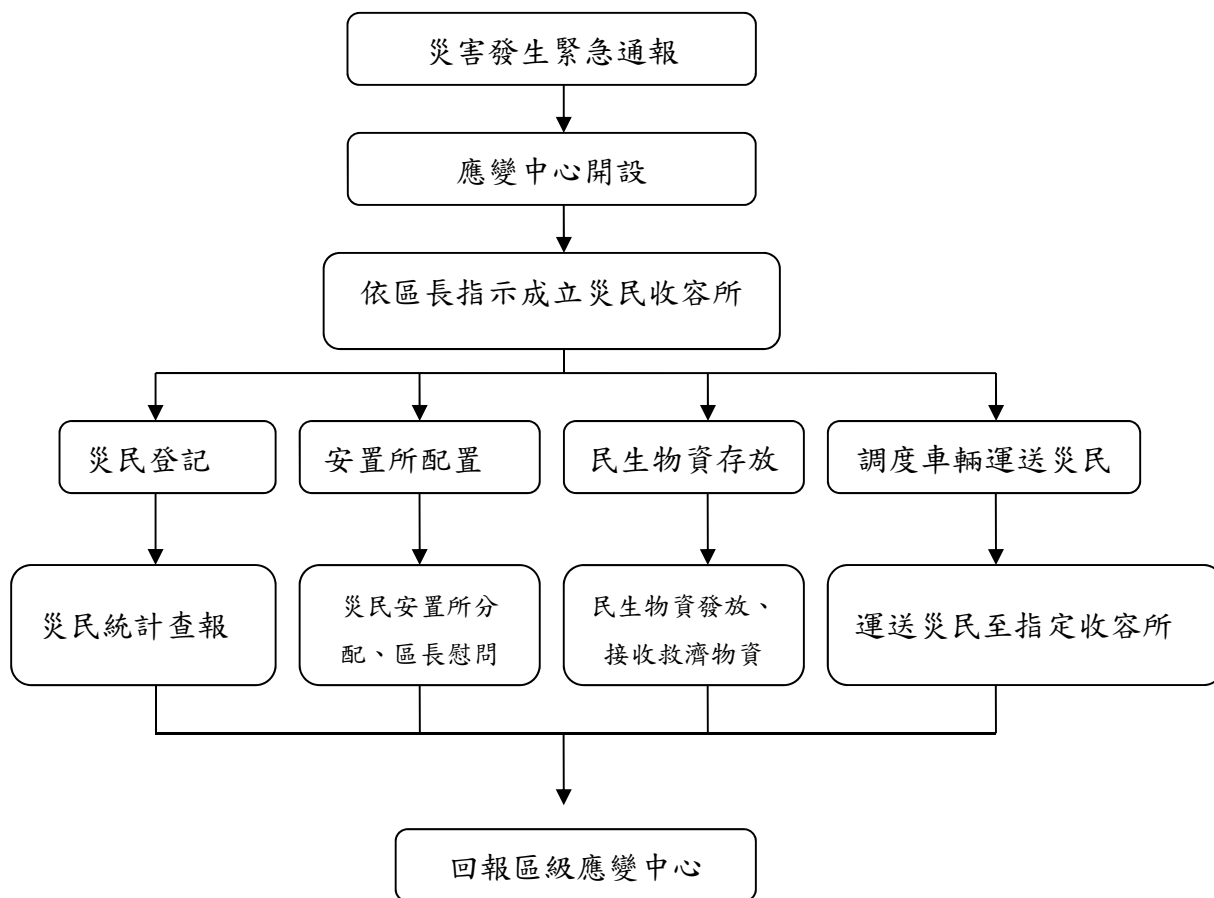 災害發生緊急通報
應變中心開設
依區長指示成立災民收容所
災民登記
安置所配置
民生物資存放
調度車輛運送災民
災民統計查報
災民安置所分
配、區長慰問
民生物資發放、
接收救濟物資
運送災民至指定收容所
回報區級應變中心